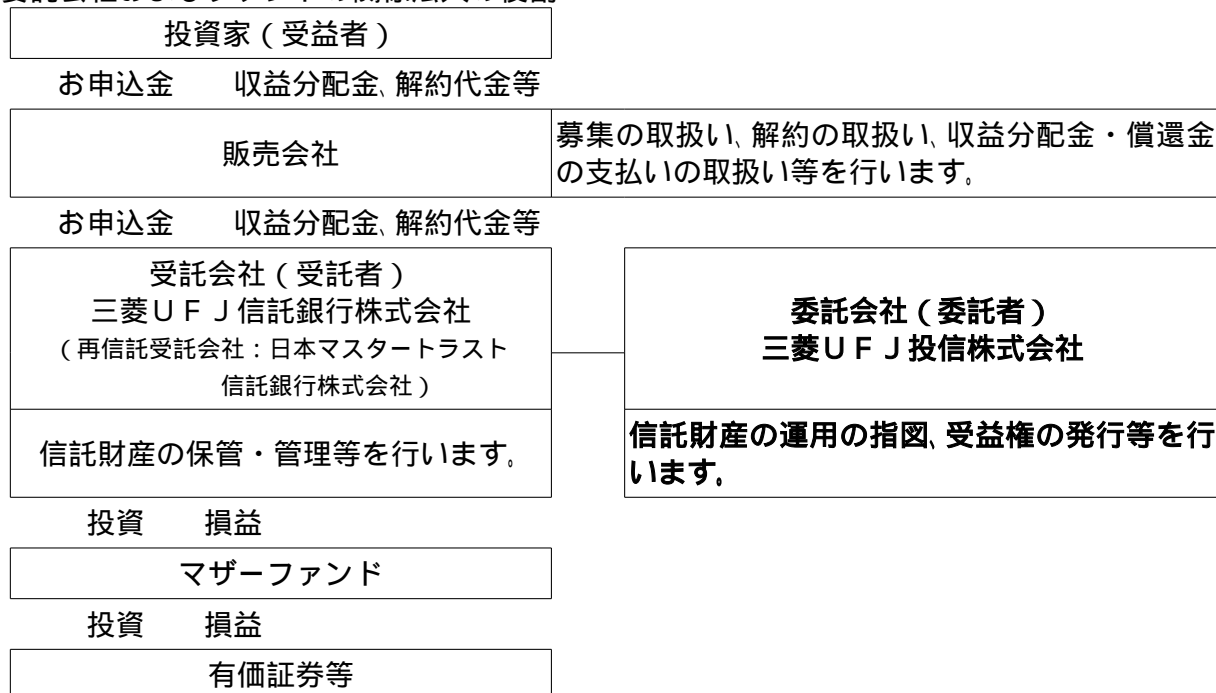 投資家(受益者)
お申込金　収益分配金、解約代金等
販売会社
募集の取扱い、解約の取扱い、収益分配金・償還金
の支払いの取扱い等を行います。
お申込金　収益分配金、解約代金等
受託会社(受託者)
三菱UFJ信託銀行株式会社
(再信託受託会社:日本マスタートラスト
信託銀行株式会社)
委託会社(委託者)
三菱UFJ投信株式会社
信託財産の保管・管理等を行います。
信託財産の運用の指図、受益権の発行等を行
います。
投資　損益
マザーファンド
投資　損益
有価証券等